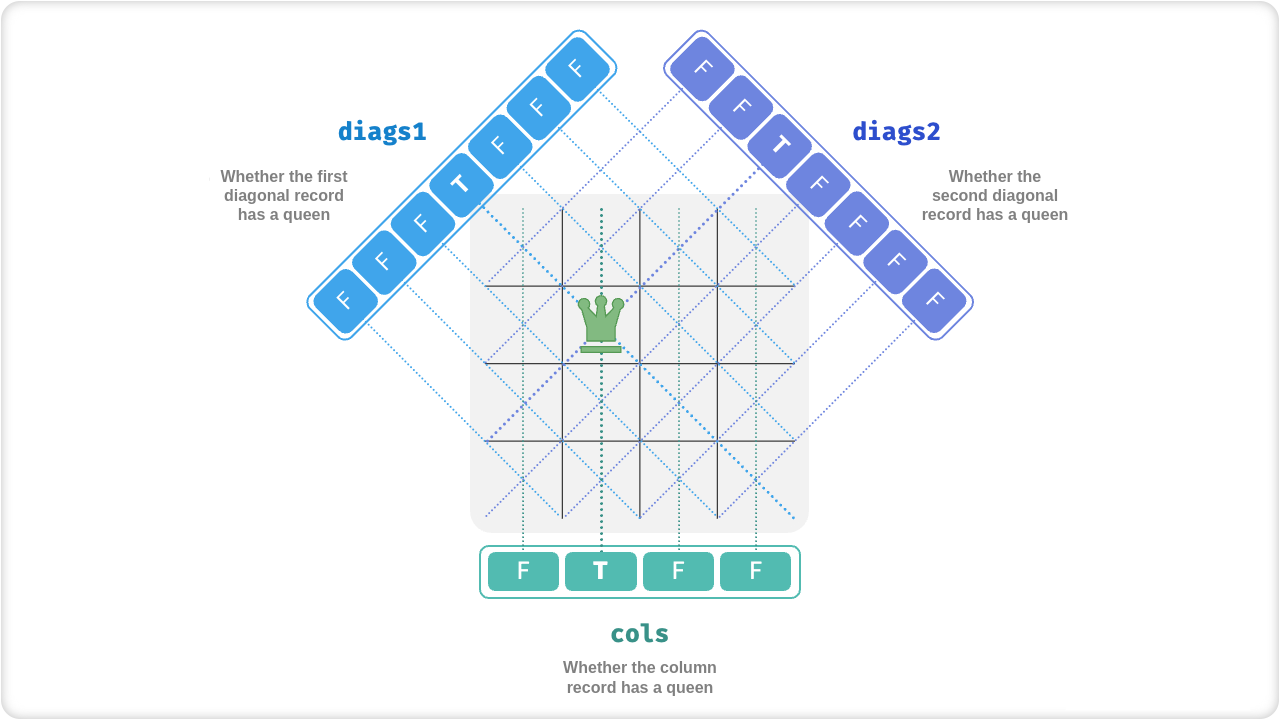 F
F
F
T
F
F
F
F
F
T
F
F
F
F
diags1
diags2
Whether the first
diagonal record
has a queen
Whether the
second diagonal
record has a queen
F T F F
cols
Whether the column
record has a queen